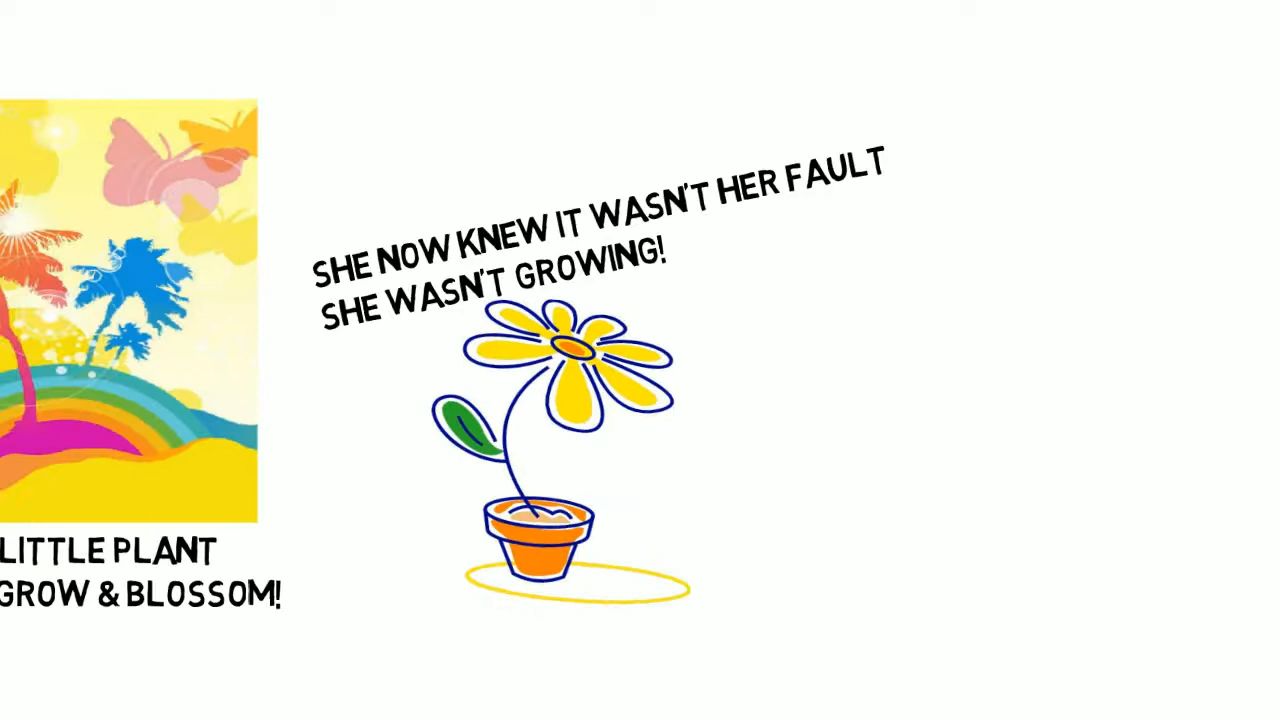 SHE NOW KNEW IT WASN'T HER FAULT
SHE WASN'T GROWING!
LITTLE PLANT
GROW & BLOSSOM!